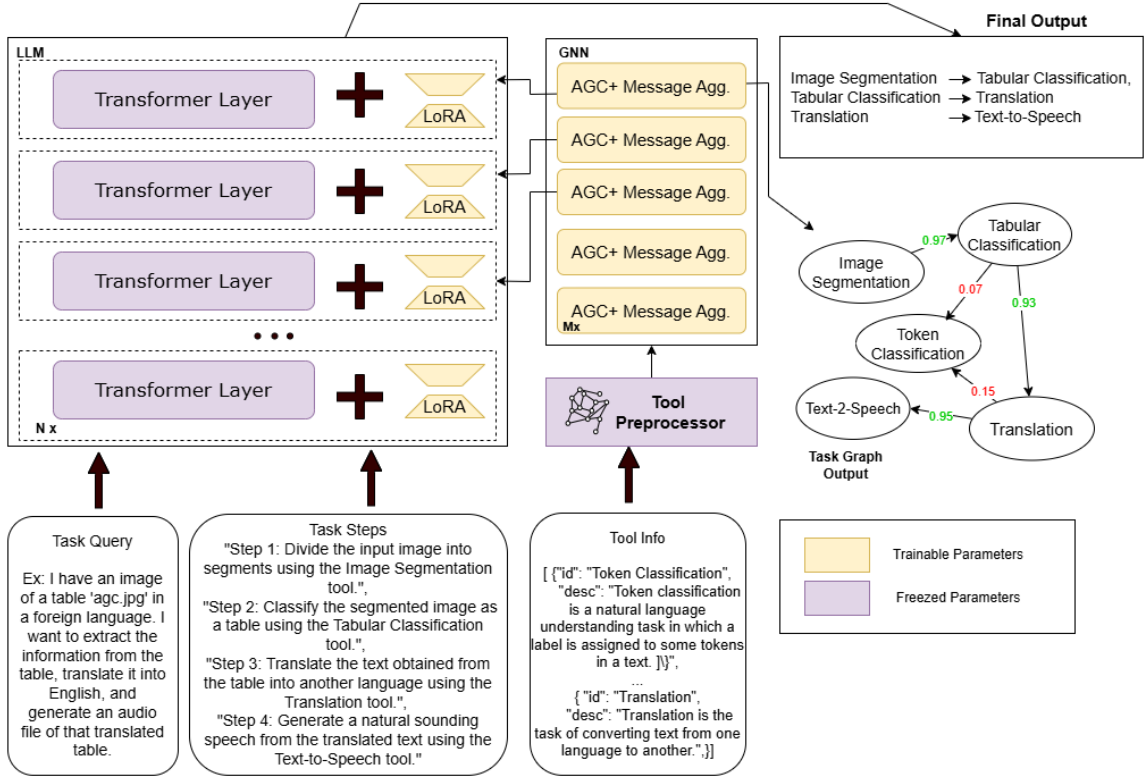 LLM
Transformer Layer
LoRA
Transformer Layer
LoRA
Transformer Layer
LoRA
Transformer Layer
LoRA
N x
GNN
AGC+ Message Agg.
AGC+ Message Agg.
AGC+ Message Agg.
AGC+ Message Agg.
AGC+ Message Agg.
Mx
Tool
Preprocessor
Final Output
Image Segmentation → Tabular Classification,
Tabular Classification → Translation
Translation → Text-to-Speech
Tabular
Classification
0.97
Image
Segmentation
0.07
0.93
Token
Classification
0.15
Text-2-Speech
0.95
Translation
Task Graph
Output
Task Query
Ex: I have an image
of a table 'agc.jpg' in
a foreign language. I
want to extract the
information from the
table, translate it into
English, and
generate an audio
file of that translated
table.
Task Steps
"Step 1: Divide the input image into
segments using the Image Segmentation
tool.",
"Step 2: Classify the segmented image as
a table using the Tabular Classification
tool.",
"Step 3: Translate the text obtained from
the table into another language using the
Translation tool.",
"Step 4: Generate a natural sounding
speech from the translated text using the
Text-to-Speech tool."
Tool Info
[ {"id": "Token Classification",
"desc": "Token classification
is a natural language
understanding task in which a
label is assigned to some tokens
in a text. ]\}",
...
{ "id": "Translation",
"desc": "Translation is the
task of converting text from one
language to another.",}]
Trainable Parameters
Freezed Parameters